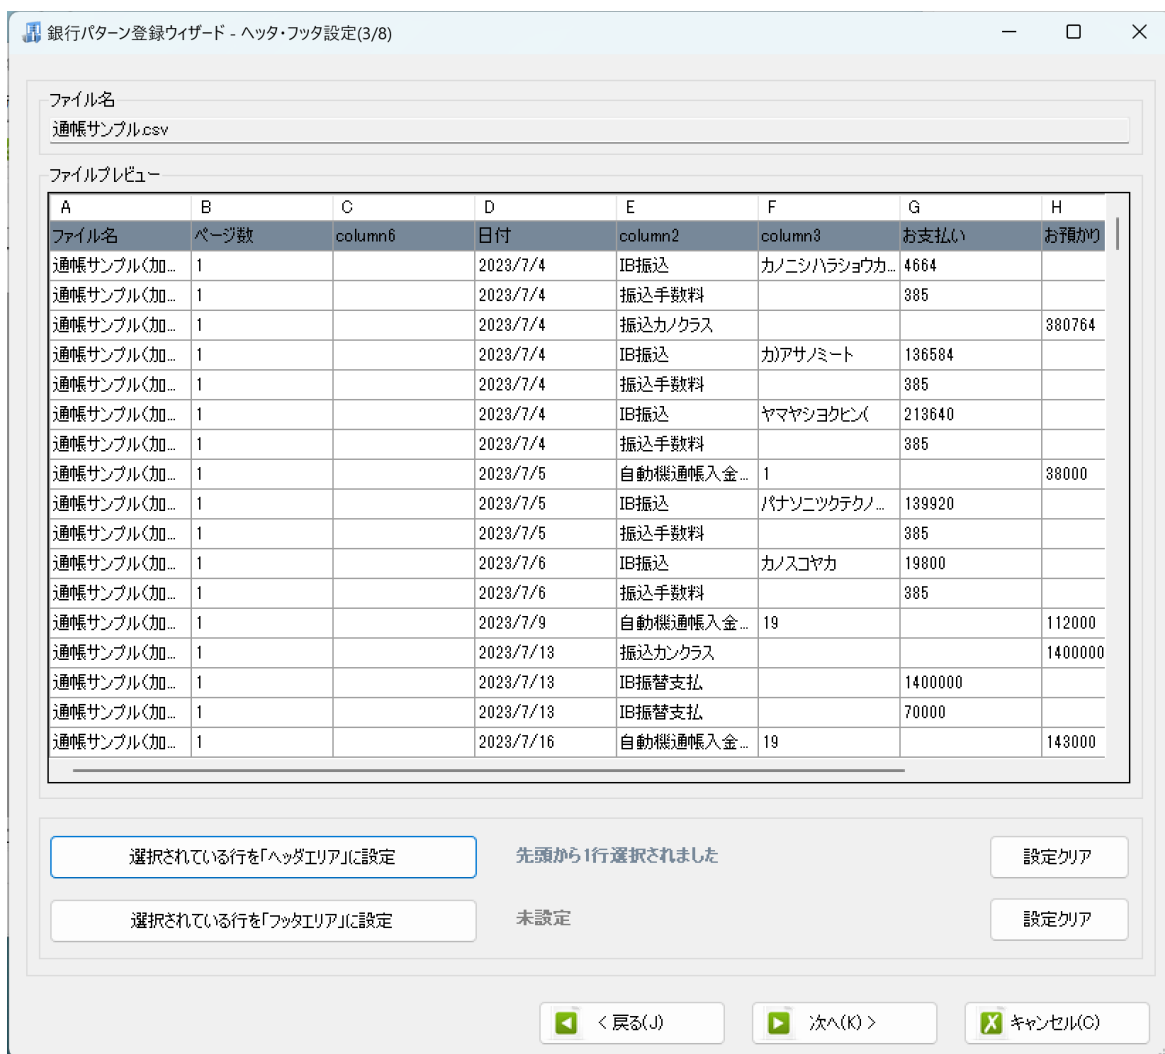 銀行パターン登録ウィザード - ヘッタ・フッタ設定(3/8)
ファイル名
通帳サンプル.csv
ファイルプレビュー
A B C D E F G H
ファイル名 ページ数 column6 日付 column2 column3 お支払い お預かり
通帳サンプル(加... 1 2023/7/4 IB振込 カノニシハラショウカ... 4664
通帳サンプル(加... 1 2023/7/4 振込手数料 385
通帳サンプル(加... 1 2023/7/4 振込カノクラス 380764
通帳サンプル(加... 1 2023/7/4 IB振込 カ)アサノミート 136584
通帳サンプル(加... 1 2023/7/4 振込手数料 385
通帳サンプル(加... 1 2023/7/4 IB振込 ヤマヤシヨクヒン( 213640
通帳サンプル(加... 1 2023/7/4 振込手数料 385
通帳サンプル(加... 1 2023/7/5 自動機通帳入金... 1 38000
通帳サンプル(加... 1 2023/7/5 IB振込 パナソニツクテクノ... 139920
通帳サンプル(加... 1 2023/7/5 振込手数料 385
通帳サンプル(加... 1 2023/7/6 IB振込 カノスコヤカ 19800
通帳サンプル(加... 1 2023/7/6 振込手数料 385
通帳サンプル(加... 1 2023/7/9 自動機通帳入金... 19 112000
通帳サンプル(加... 1 2023/7/13 振込カンクラス 1400000
通帳サンプル(加... 1 2023/7/13 IB振替支払 1400000
通帳サンプル(加... 1 2023/7/13 IB振替支払 70000
通帳サンプル(加... 1 2023/7/16 自動機通帳入金... 19 143000
選択されている行を「ヘッダエリア」に設定 先頭から1行選択されました 設定クリア
選択されている行を「フッタエリア」に設定 未設定 設定クリア
< 戻る(J) 次へ(K) > キャンセル(C)